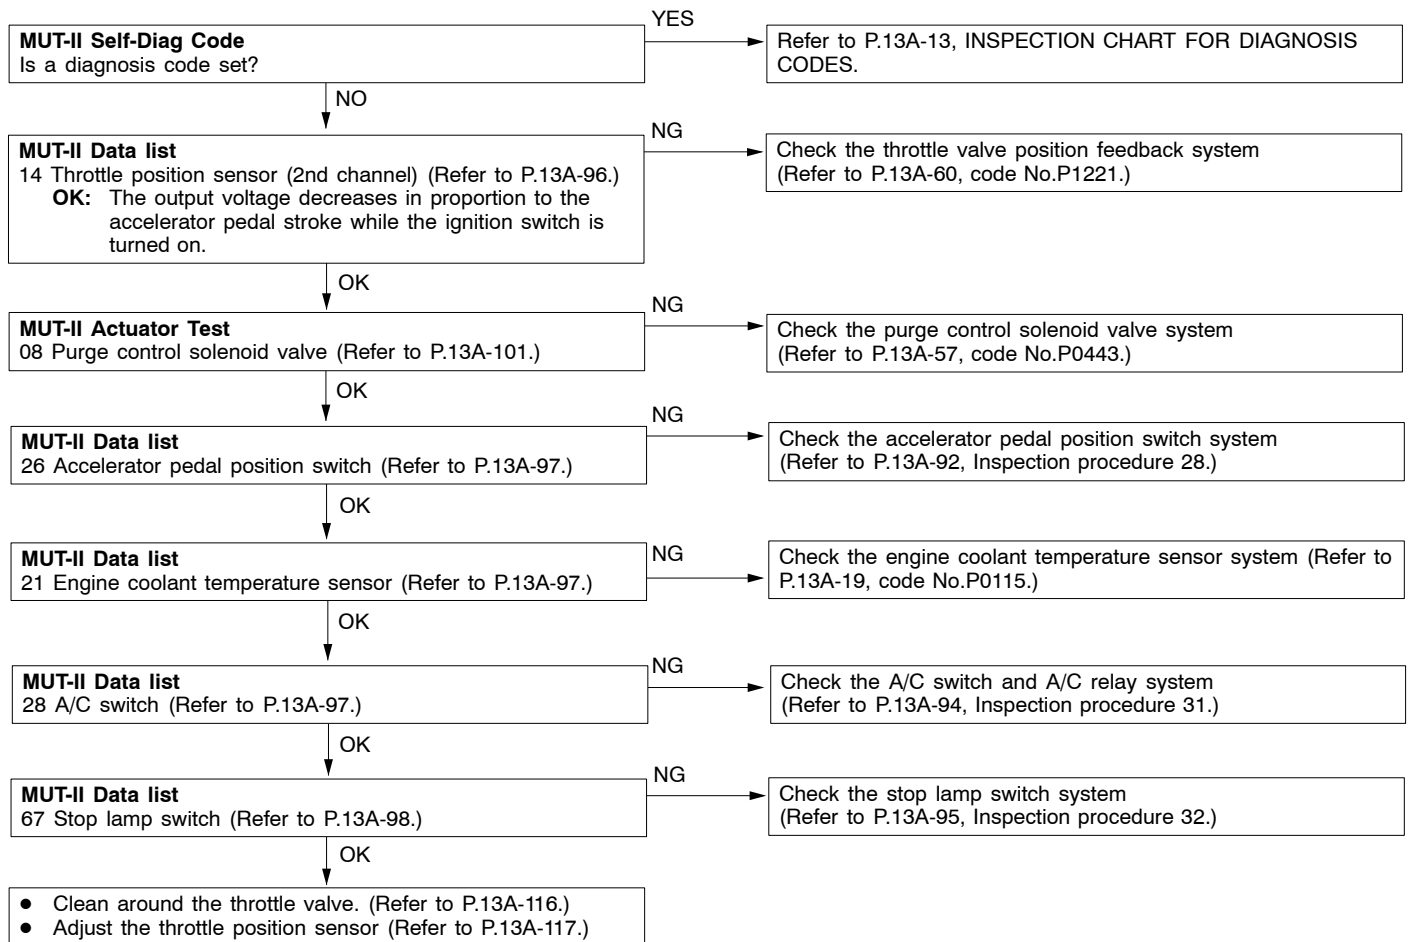 YES
MUT-II Self-Diag Code
Is a diagnosis code set?
Refer to P.13A-13, INSPECTION CHART FOR DIAGNOSIS
CODES.
NO
MUT-II Data list
14 Throttle position sensor (2nd channel) (Refer to P.13A-96.)
OK: The output voltage decreases in proportion to the
accelerator pedal stroke while the ignition switch is
turned on.
NG
Check the throttle valve position feedback system
(Refer to P.13A-60, code No.P1221.)
OK
MUT-II Actuator Test
08 Purge control solenoid valve (Refer to P.13A-101.)
NG
Check the purge control solenoid valve system
(Refer to P.13A-57, code No.P0443.)
OK
MUT-II Data list
26 Accelerator pedal position switch (Refer to P.13A-97.)
NG
Check the accelerator pedal position switch system
(Refer to P.13A-92, Inspection procedure 28.)
OK
MUT-II Data list
21 Engine coolant temperature sensor (Refer to P.13A-97.)
NG
Check the engine coolant temperature sensor system (Refer to
P.13A-19, code No.P0115.)
OK
MUT-II Data list
28 A/C switch (Refer to P.13A-97.)
NG
Check the A/C switch and A/C relay system
(Refer to P.13A-94, Inspection procedure 31.)
OK
MUT-II Data list
67 Stop lamp switch (Refer to P.13A-98.)
NG
Check the stop lamp switch system
(Refer to P.13A-95, Inspection procedure 32.)
OK
● Clean around the throttle valve. (Refer to P.13A-116.)
● Adjust the throttle position sensor (Refer to P.13A-117.)